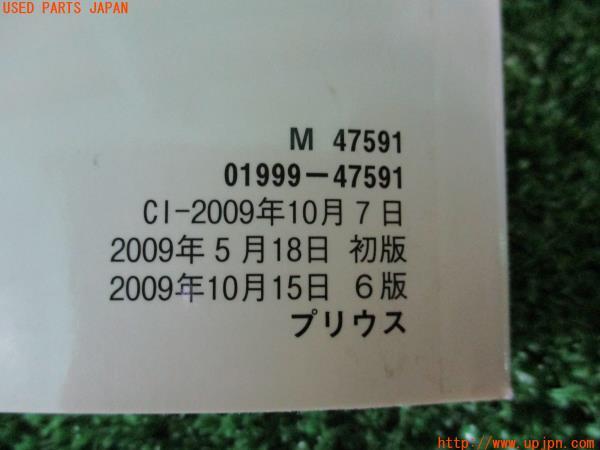 USED PARTS JAPAN
M 47591
01999－47591
CI-2009年10月7日
2009年5月18日 初版
2009年10月15日 6版
プリウス
http://www.upjpn.com/